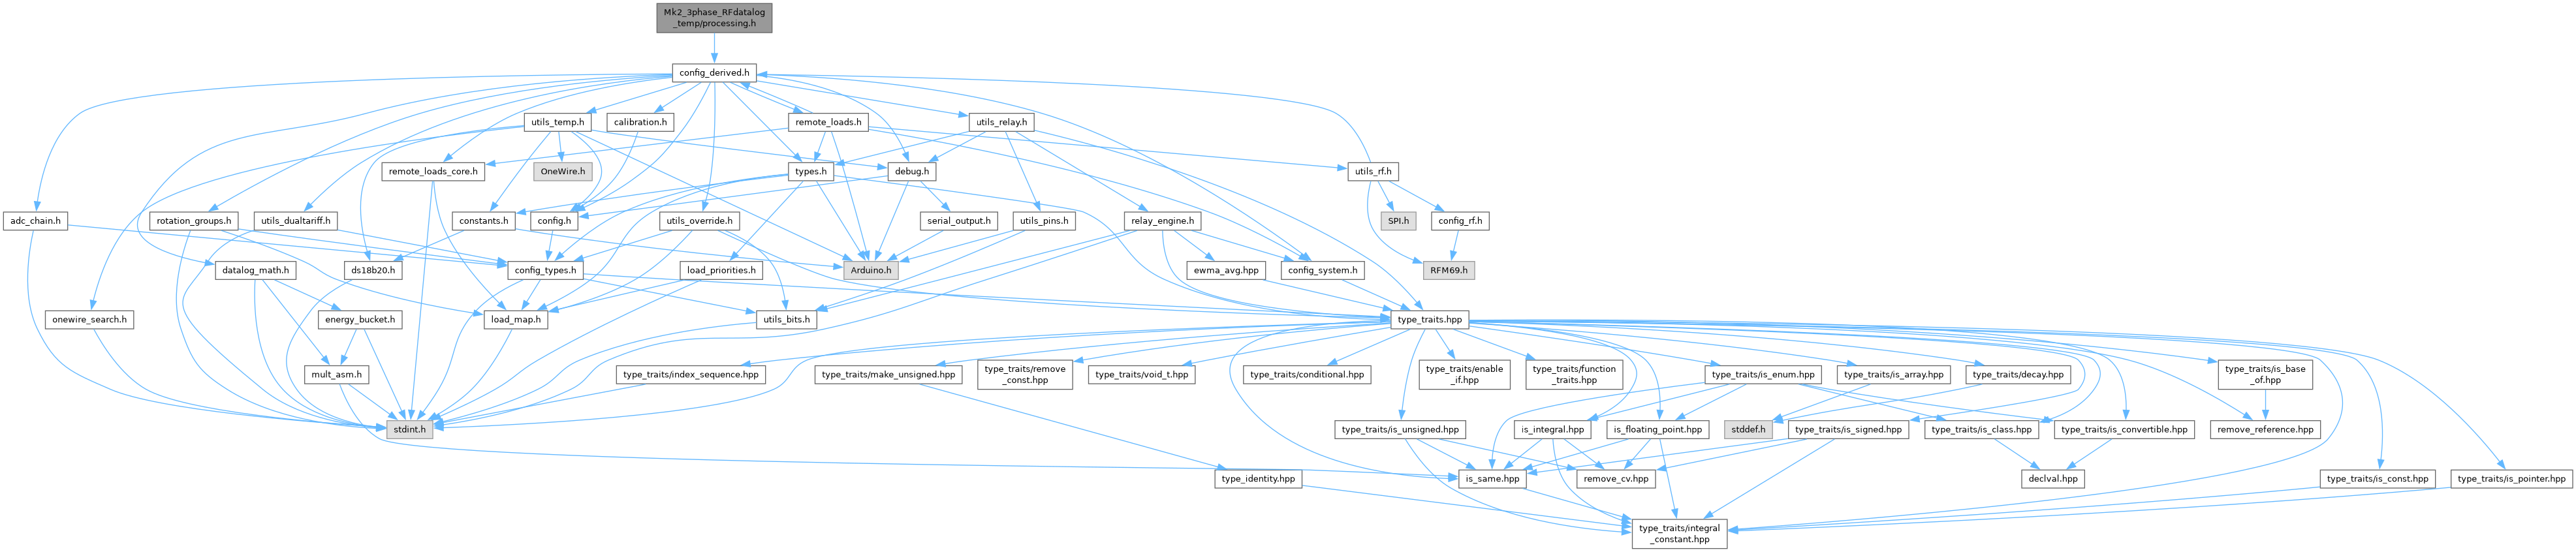 Mk2_3phase_RFdatalog
_temp/processing.h
config_derived.h
utils_temp.h
calibration.h
remote_loads.h
utils_relay.h
remote_loads_core.h
OneWire.h
types.h
debug.h
utils_rf.h
adc_chain.h
rotation_groups.h
utils_dualtariff.h
constants.h
config.h
utils_override.h
serial_output.h
utils_pins.h
relay_engine.h
SPI.h
config_rf.h
datalog_math.h
ds18b20.h
config_types.h
load_priorities.h
Arduino.h
ewma_avg.hpp
config_system.h
RFM69.h
onewire_search.h
energy_bucket.h
load_map.h
utils_bits.h
type_traits.hpp
mult_asm.h
type_traits/index_sequence.hpp
type_traits/make_unsigned.hpp
type_traits/remove
_const.hpp
type_traits/void_t.hpp
type_traits/conditional.hpp
type_traits/enable
_if.hpp
type_traits/function
_traits.hpp
type_traits/is_enum.hpp
type_traits/is_array.hpp
type_traits/decay.hpp
type_traits/is_base
_of.hpp
stdint.h
type_traits/is_unsigned.hpp
is_integral.hpp
is_floating_point.hpp
stddef.h
type_traits/is_signed.hpp
type_traits/is_class.hpp
type_traits/is_convertible.hpp
remove_reference.hpp
type_identity.hpp
is_same.hpp
remove_cv.hpp
declval.hpp
type_traits/is_const.hpp
type_traits/is_pointer.hpp
type_traits/integral
_constant.hpp